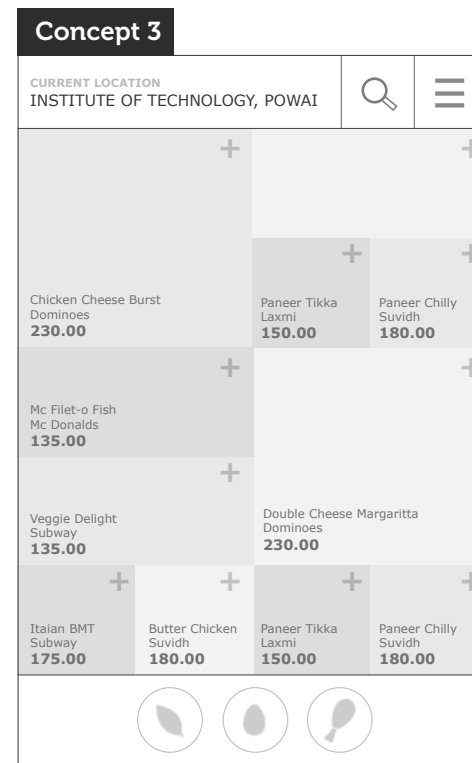 Concept 3
CURRENT LOCATION
INSTITUTE OF TECHNOLOGY, POWAI
Chicken Cheese Burst
Dominoes
230.00
Paneer Tikka
Laxmi
150.00
Paneer Chilly
Suvidh
180.00
Mc Filet-o Fish
Mc Donalds
135.00
Veggie Delight
Subway
135.00
Double Cheese Margaritta
Dominoes
230.00
Itaian BMT
Subway
175.00
Butter Chicken
Suvidh
180.00
Paneer Tikka
Laxmi
150.00
Paneer Chilly
Suvidh
180.00